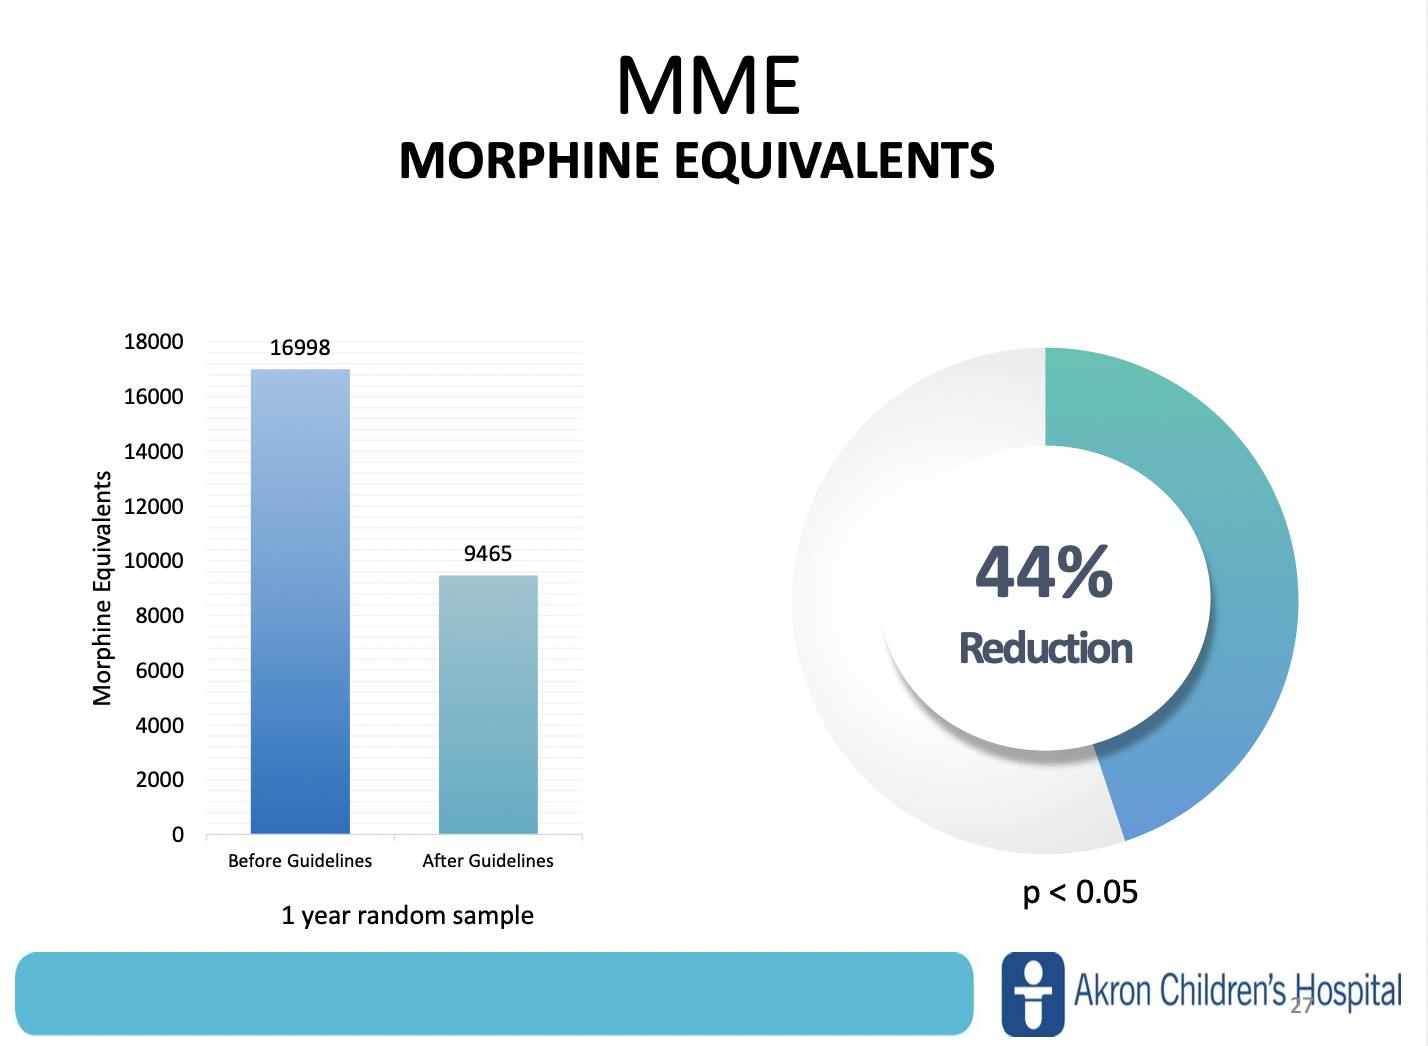 MME
MORPHINE EQUIVALENTS
Morphine Equivalents
18000
16000
14000
12000
10000
8000
6000
4000
2000
0
16998
9465
Before Guidelines
After Guidelines
1 year random sample
44%
Reduction
p < 0.05
Akron Children's Hospital
27